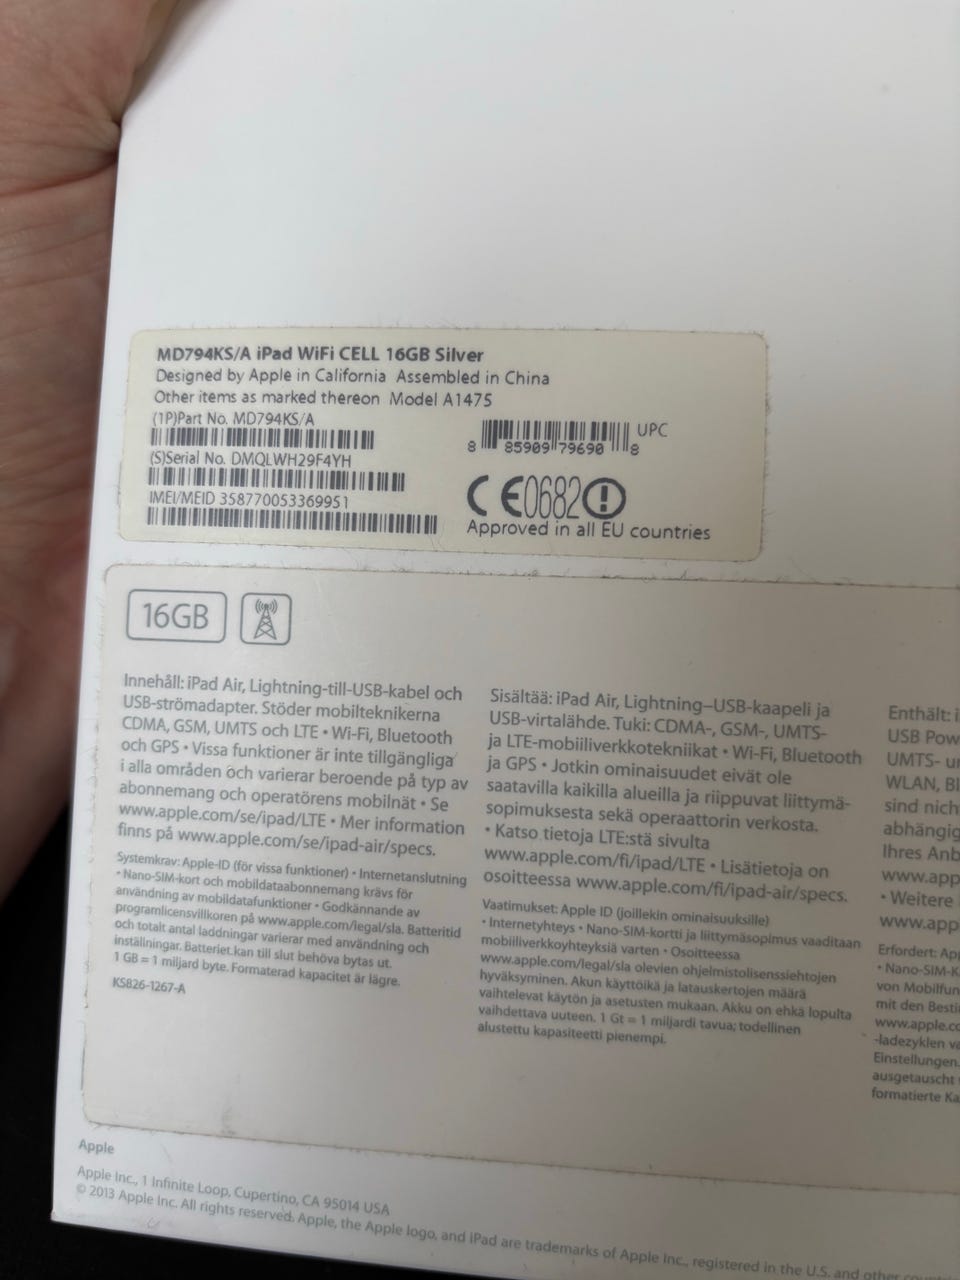 MD794KS/A iPad WiFi CELL 16GB Silver
Designed by Apple in California Assembled in China
Other items as marked thereon Model A1475
(1P)Part No. MD794KS/A
(S)Serial No. DMQLWH29F4YH
IMEI/MEID 358770053369951
8 85909 79690 8 UPC
CE0682
Approved in all EU countries
16GB
Innehåll: iPad Air, Lightning-till-USB-kabel och
USB-strömadapter. Stöder mobilteknikerna
CDMA, GSM, UMTS och LTE • Wi-Fi, Bluetooth
och GPS • Vissa funktioner är inte tillgängliga
i alla områden och varierar beroende på typ av
abonnemang och operatörens mobilnät • Se
www.apple.com/se/ipad/LTE • Mer information
finns på www.apple.com/se/ipad-air/specs.
Systemkrav: Apple-ID (för vissa funktioner) • Internetanslutning
• Nano-SIM-kort och mobildataabonnemang krävs för
användning av mobildatafunktioner • Godkännande av
programlicensvillkoren på www.apple.com/legal/sla. Batteritid
och totalt antal laddningar varierar med användning och
inställningar. Batteriet kan till slut behöva bytas ut.
1 GB = 1 miljard byte. Formaterad kapacitet är lägre.
KS826-1267-A
Sisältää: iPad Air, Lightning–USB-kaapeli ja
USB-virtalähde. Tuki: CDMA-, GSM-, UMTS-
ja LTE-mobiiliverkkotekniikat • Wi-Fi, Bluetooth
ja GPS • Jotkin ominaisuudet eivät ole
saatavilla kaikilla alueilla ja riippuvat liittymä-
sopimuksesta sekä operaattorin verkosta.
• Katso tietoja LTE:stä sivulta
www.apple.com/fi/ipad/LTE • Lisätietoja on
osoitteessa www.apple.com/fi/ipad-air/specs.
Vaatimukset: Apple ID (joillekin ominaisuuksille)
• Internetyhteys • Nano-SIM-kortti ja liittymäsopimus vaaditaan
mobiiliverkkoyhteyksiä varten • Osoitteessa
www.apple.com/legal/sla olevien ohjelmistolisenssiehtojen
hyväksyminen. Akun käyttöikä ja latauskertojen määrä
vaihtelevat käytön ja asetusten mukaan. Akku on ehkä lopulta
vaihdettava uuteen. 1 Gt = 1 miljardi tavua; todellinen
alustettu kapasiteetti pienempi.
Enthält:
USB Pow
UMTS- u
WLAN, Bl
sind nich
abhängig
Ihres Anb
www.app
• Weitere
www.app
Erfordert: Ap
• Nano-SIM-K
von Mobilfun
mit den Besti
www.apple.c
-ladezyklen va
Einstellungen.
ausgetauscht
formatierte Ka
Apple
Apple Inc., 1 Infinite Loop, Cupertino, CA 95014 USA
© 2013 Apple Inc. All rights reserved. Apple, the Apple logo, and iPad are trademarks of Apple Inc., registered in the U.S. and other